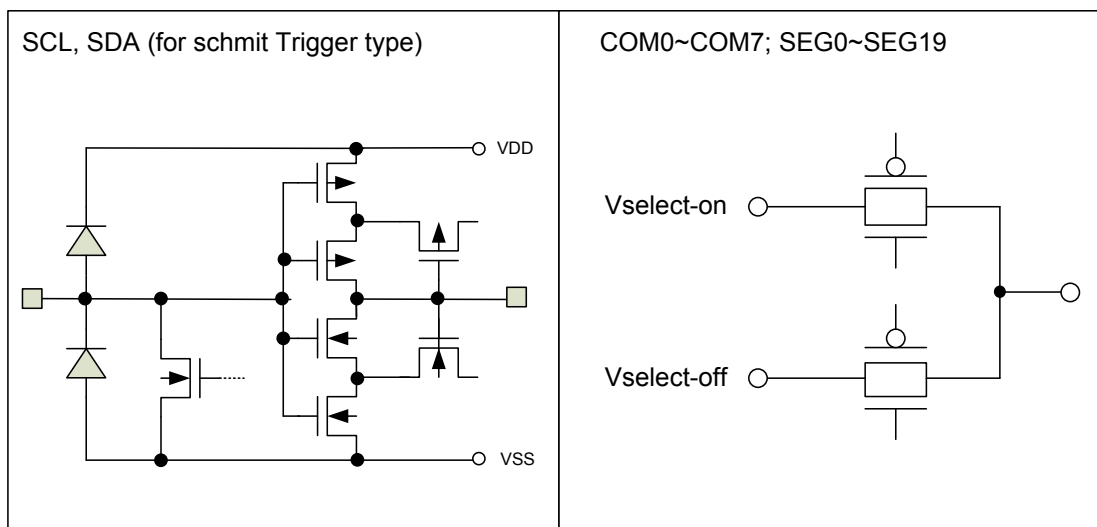 SCL, SDA (for schmit Trigger type)
VDD
VSS
COM0~COM7; SEG0~SEG19
Vselect-on
Vselect-off